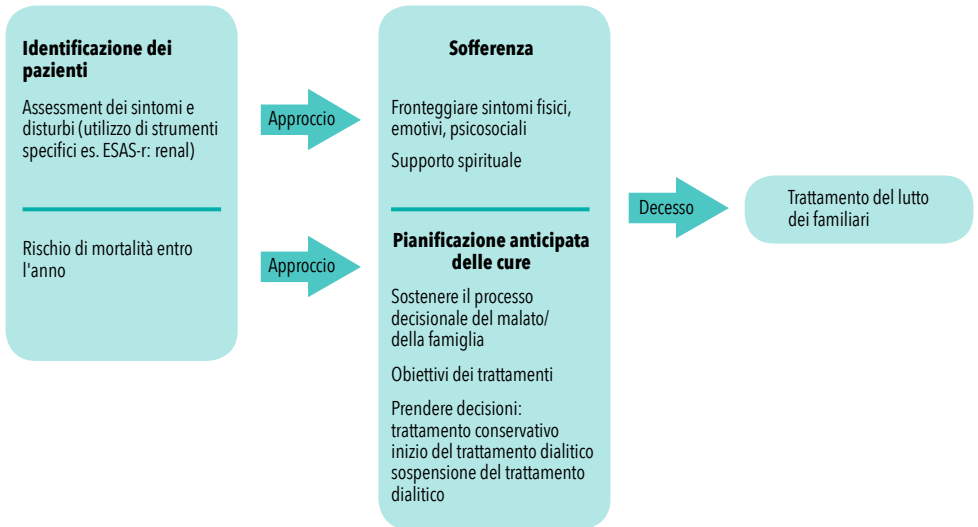 Identificazione dei
pazienti
Assessment dei sintomi e
disturbi (utilizzo di strumenti
specifici es. ESAS-r: renal)
Rischio di mortalità entro
l'anno
Approccio
Approccio
Sofferenza
Fronteggiare sintomi fisici,
emotivi, psicosociali
Supporto spirituale
Pianificazione anticipata
delle cure
Sostenere il processo
decisionale del malato/
della famiglia
Obiettivi dei trattamenti
Prendere decisioni:
trattamento conservativo
inizio del trattamento dialitico
sospensione del trattamento
dialitico
Decesso
Trattamento del lutto
dei familiari